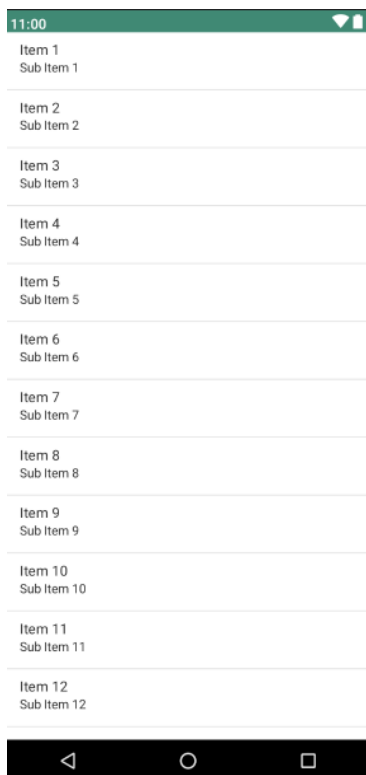 11:00
Item 1
Sub Item 1
Item 2
Sub Item 2
Item 3
Sub Item 3
Item 4
Sub Item 4
Item 5
Sub Item 5
Item 6
Sub Item 6
Item 7
Sub Item 7
Item 8
Sub Item 8
Item 9
Sub Item 9
Item 10
Sub Item 10
Item 11
Sub Item 11
Item 12
Sub Item 12